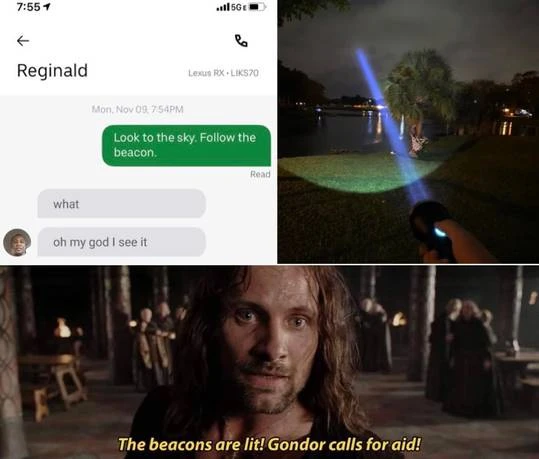 7:55
5GE
Reginald
Lexus RX • LIKS70
Mon, Nov 09, 7:54PM
Look to the sky. Follow the
beacon.
Read
what
oh my god I see it
The beacons are lit! Gondor calls for aid!